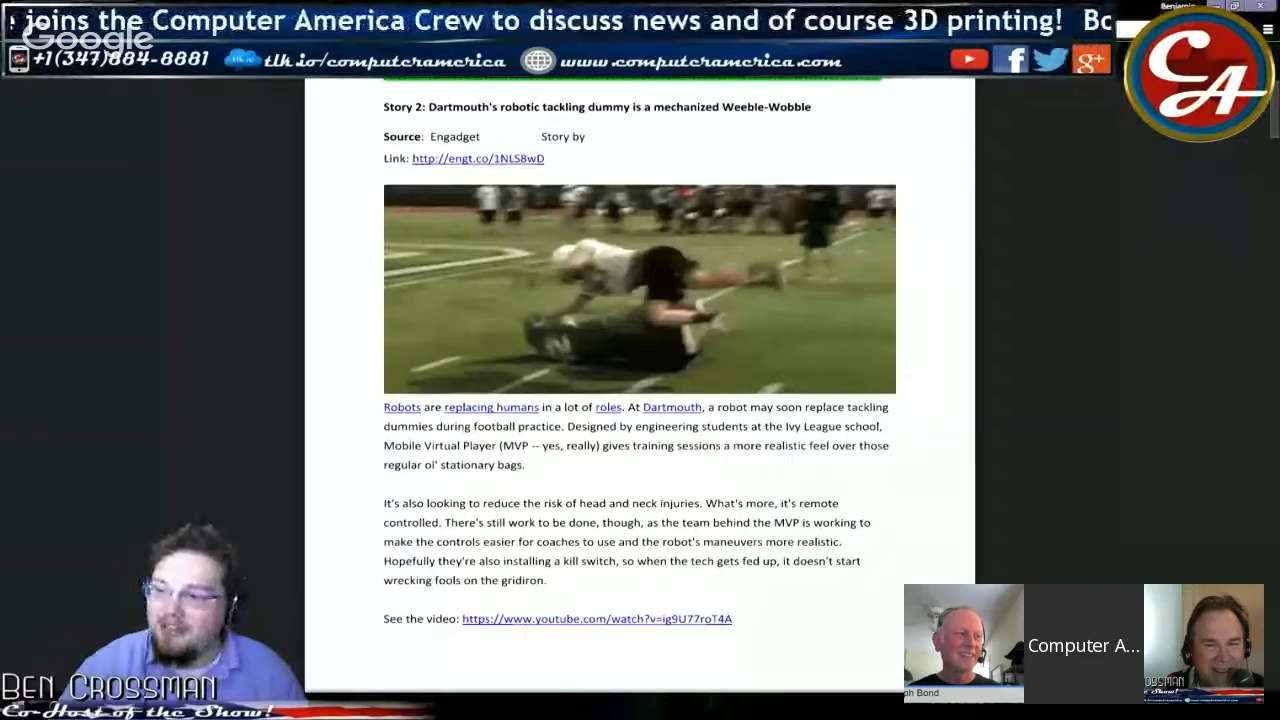 joins the Computer America Crew to discuss news and of course 3D printing! Bo
Google
+1(347)884-8881 tlk.io/computeramerica www.computeramerica.com
CA
Story 2: Dartmouth's robotic tackling dummy is a mechanized Weeble-Wobble
Source: Engadget Story by
Link: http://engt.co/1NLS8wD
Robots are replacing humans in a lot of roles. At Dartmouth, a robot may soon replace tackling
dummies during football practice. Designed by engineering students at the Ivy League school,
Mobile Virtual Player (MVP -- yes, really) gives training sessions a more realistic feel over those
regular ol' stationary bags.
It's also looking to reduce the risk of head and neck injuries. What's more, it's remote
controlled. There's still work to be done, though, as the team behind the MVP is working to
make the controls easier for coaches to use and the robot's maneuvers more realistic.
Hopefully they're also installing a kill switch, so when the tech gets fed up, it doesn't start
wrecking fools on the gridiron.
See the video: https://www.youtube.com/watch?v=ig9U77roT4A
Ben Crossman
Co-Host of the Show!
ph Bond
Computer A...